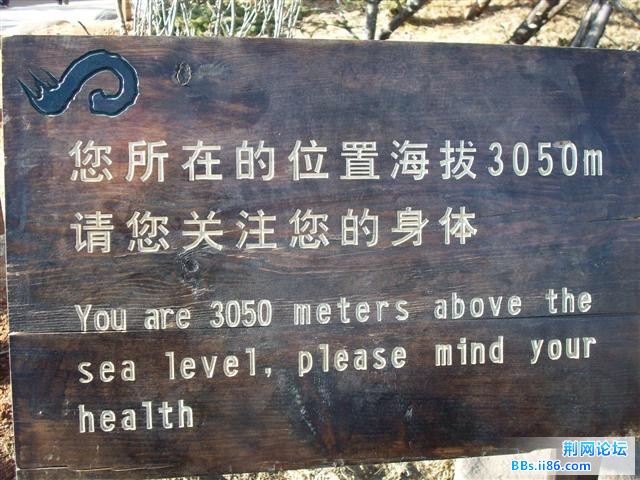 您所在的位置海拔3050m
请您关注您的身体
You are 3050 meters above the
sea level, please mind your
health
荆网论坛
BBs.ii86.com